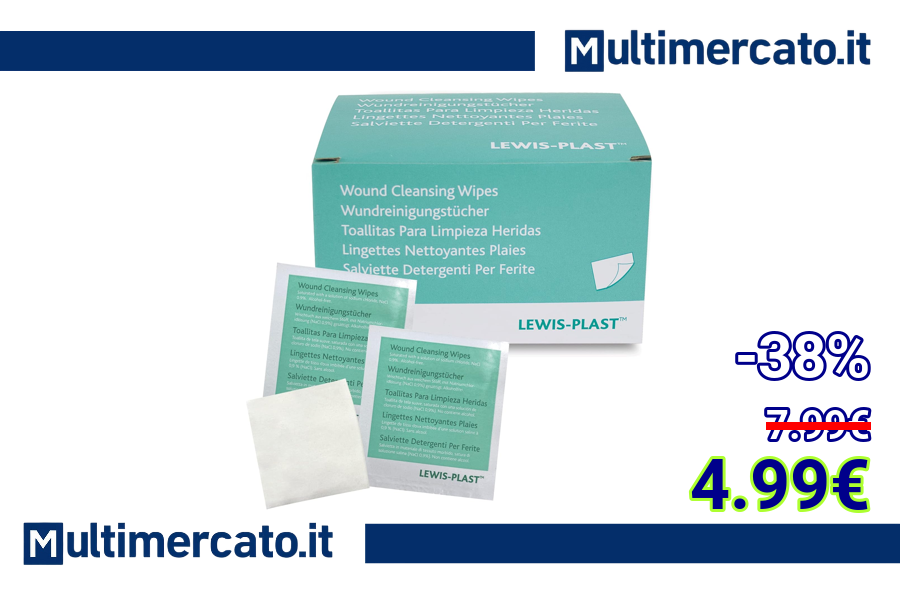 Multimercato.it
Wound Cleansing Wipes
Wundreinigungstücher
Toallitas Para Limpieza Heridas
Lingettes Nettoyantes Plaies
Salviette Detergenti Per Ferite
LEWIS-PLAST™
Wound Cleansing Wipes
Wundreinigungstücher
Toallitas Para Limpieza Heridas
Lingettes Nettoyantes Plaies
Salviette Detergenti Per Ferite
LEWIS-PLAST™
Wound Cleansing Wipes
Wundreinigungstücher
Toallitas Para Limpieza
Lingettes Nettoyantes
Salviette Detergenti
Wound Cleansing Wipes
Wundreinigungstücher
Toallitas Para Limpieza Heridas
Lingettes Nettoyantes Plaies
Salviette Detergenti Per Ferite
LEWIS-PLAST™
-38%
7.99€
4.99€
Multimercato.it